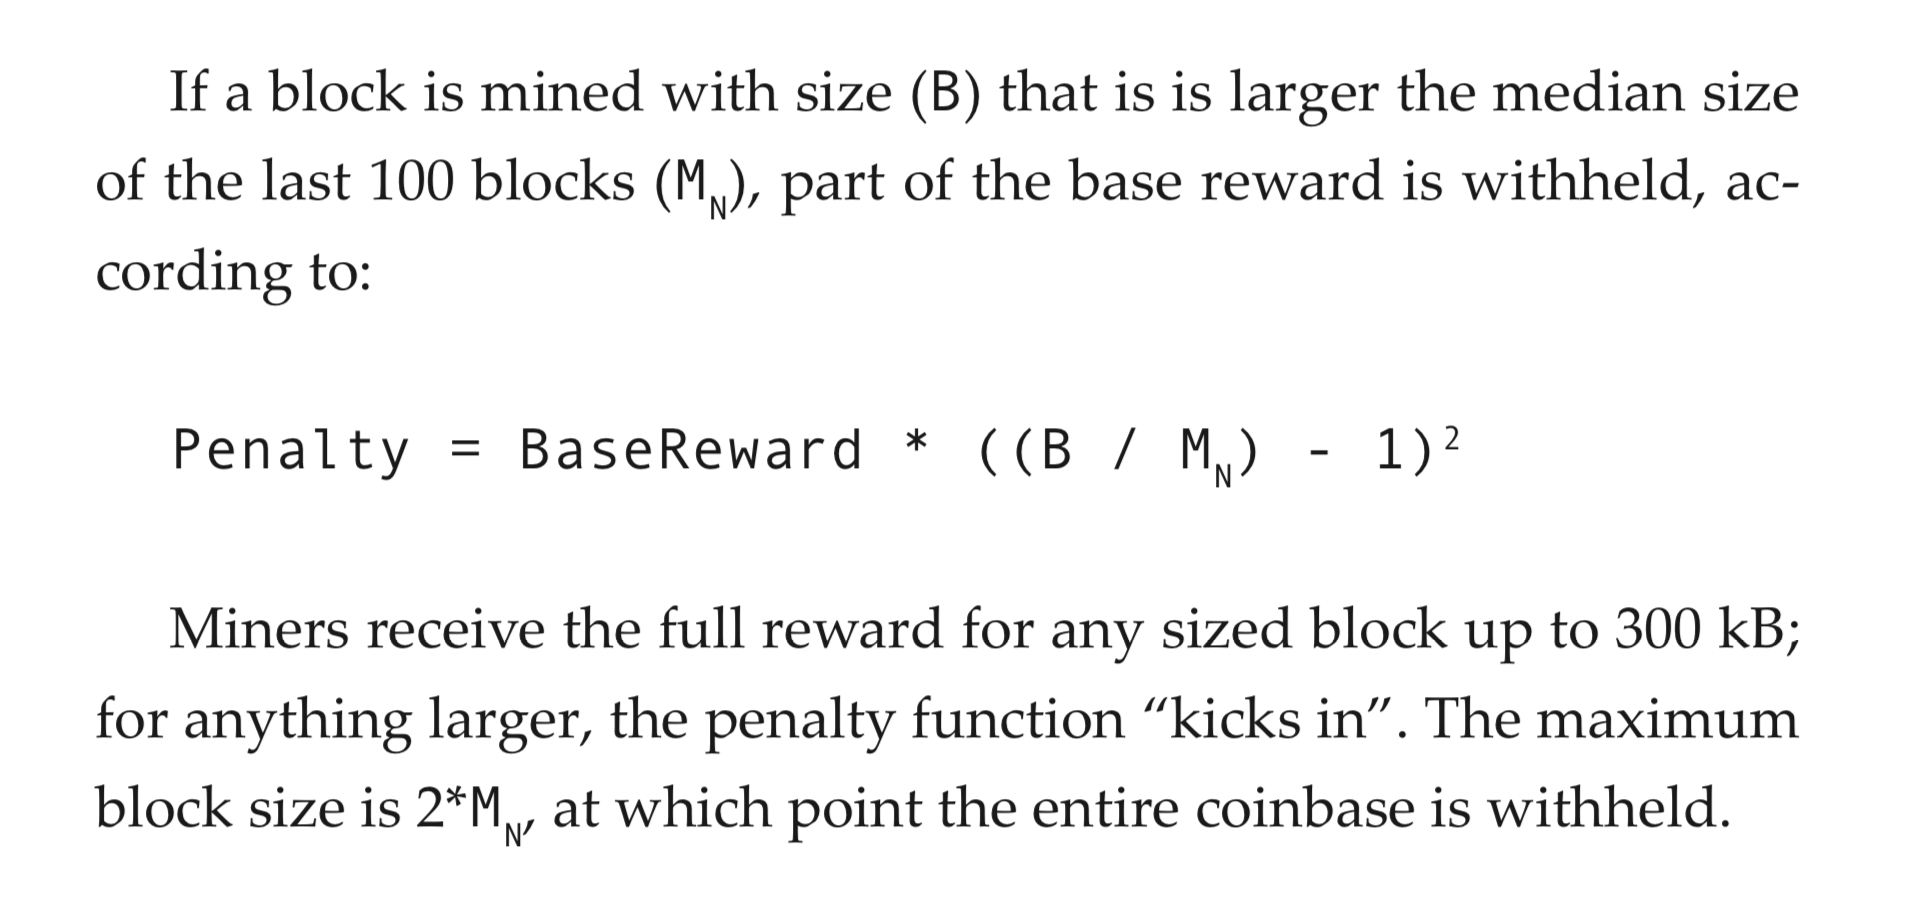 If a block is mined with size (B) that is is larger the median size
of the last 100 blocks (M_N), part of the base reward is withheld, ac-
cording to:
Penalty = BaseReward * ((B / M_N) - 1)²
Miners receive the full reward for any sized block up to 300 kB;
for anything larger, the penalty function “kicks in”. The maximum
block size is 2*M_N, at which point the entire coinbase is withheld.